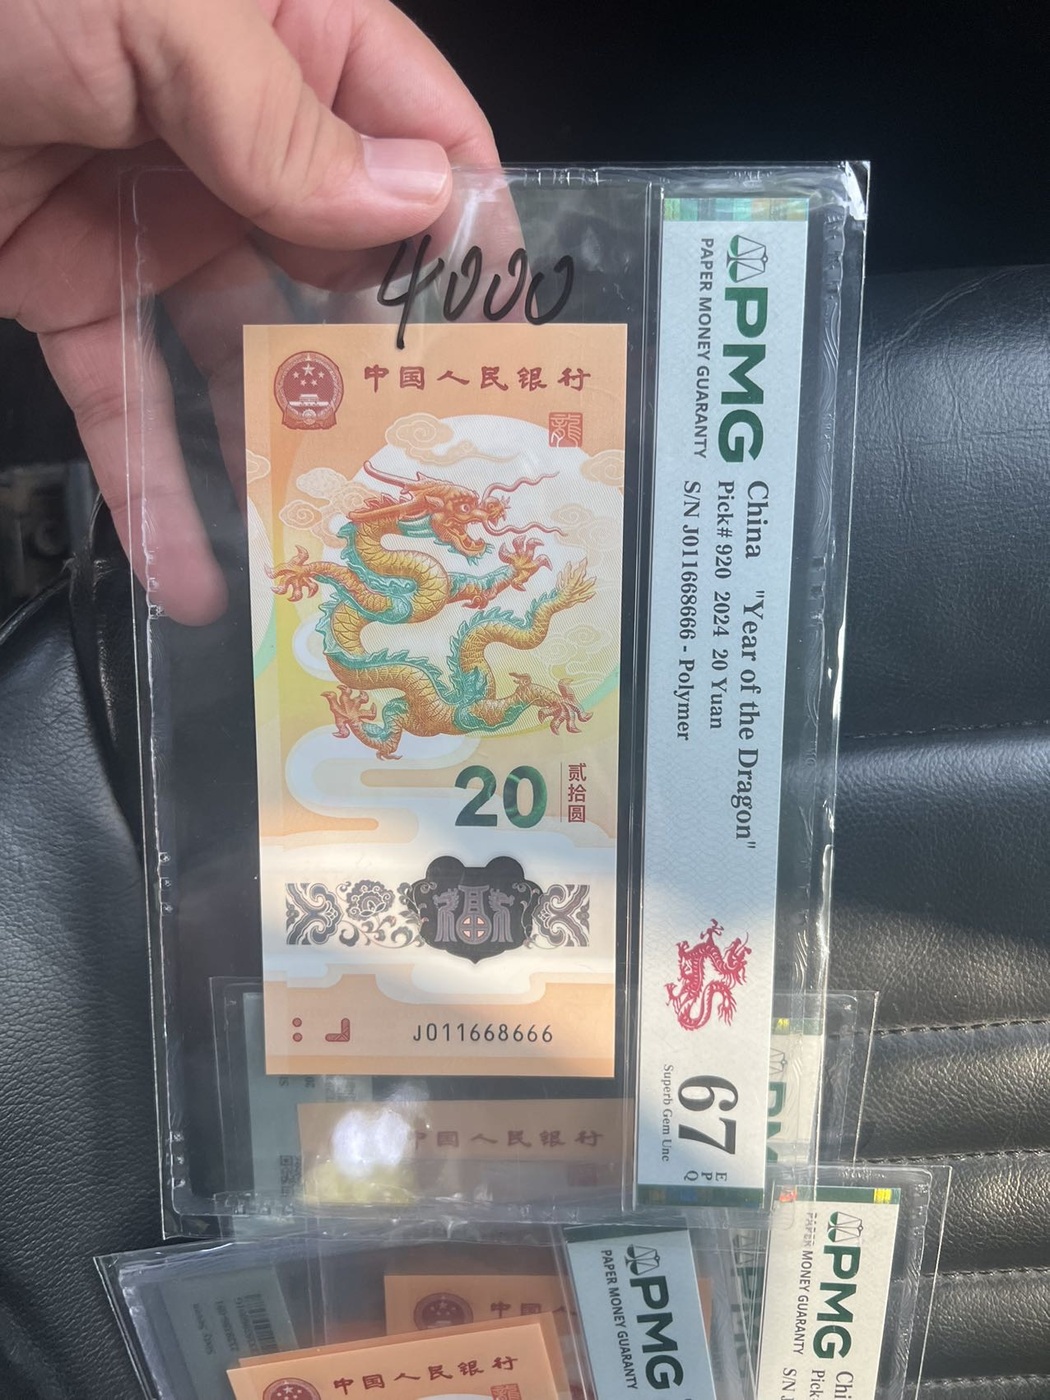 4000
中国人民银行
龍
20
贰拾圆
J011668666
PMG
PAPER MONEY GUARANTY
China "Year of the Dragon"
Pick# 920 2024 20 Yuan
S/N J011668666 - Polymer
67
EPQ
Superb Gem Unc
中国人民银行
PMG
PAPER MONEY GUARANTY
PMG
PAPER MONEY GUARANTY
中国人民银行